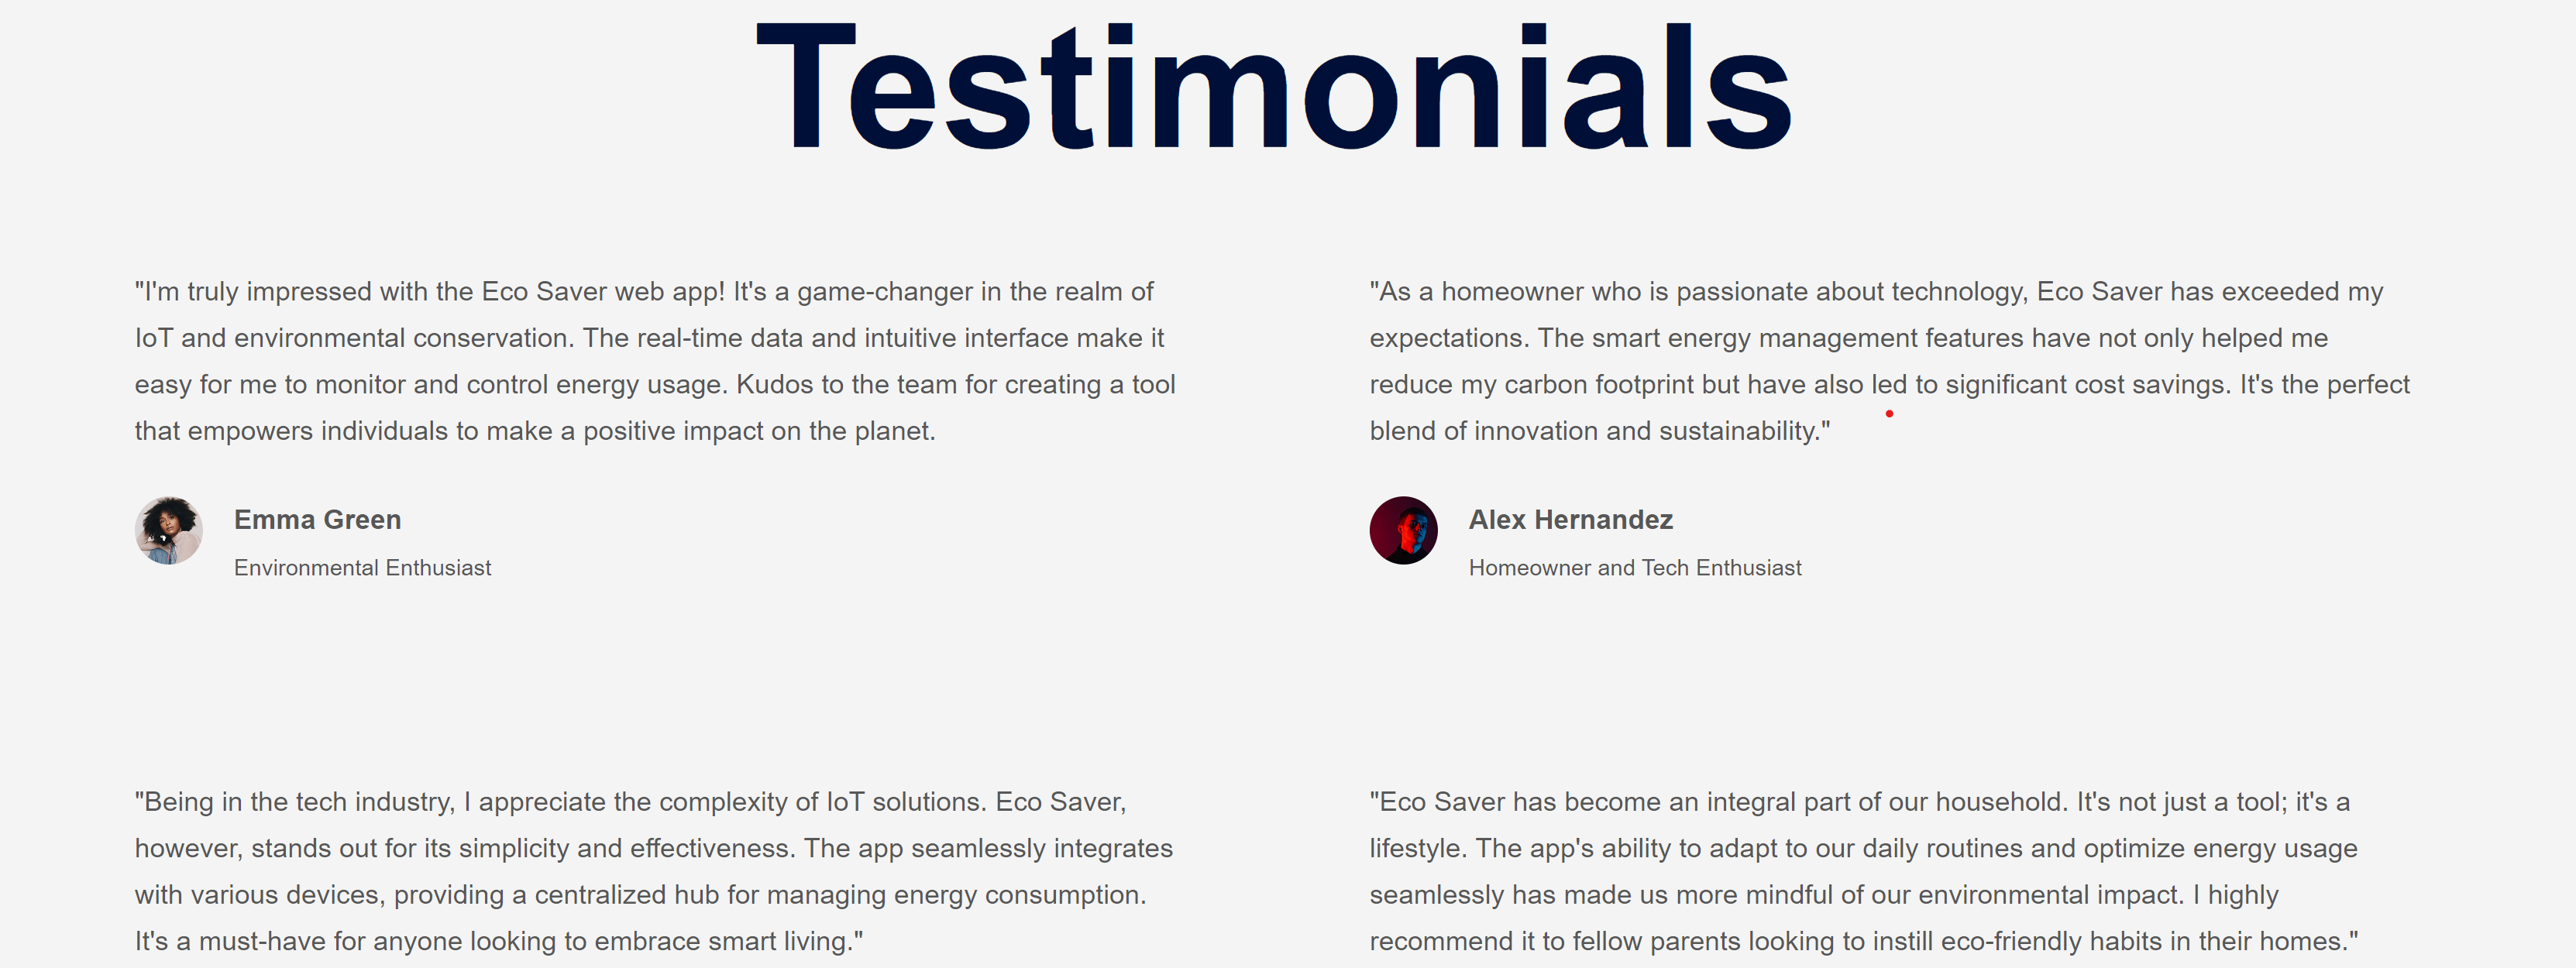 Testimonials
"I'm truly impressed with the Eco Saver web app! It's a game-changer in the realm of
IoT and environmental conservation. The real-time data and intuitive interface make it
easy for me to monitor and control energy usage. Kudos to the team for creating a tool
that empowers individuals to make a positive impact on the planet.
Emma Green
Environmental Enthusiast
"As a homeowner who is passionate about technology, Eco Saver has exceeded my
expectations. The smart energy management features have not only helped me
reduce my carbon footprint but have also led to significant cost savings. It's the perfect
blend of innovation and sustainability."
Alex Hernandez
Homeowner and Tech Enthusiast
"Being in the tech industry, I appreciate the complexity of IoT solutions. Eco Saver,
however, stands out for its simplicity and effectiveness. The app seamlessly integrates
with various devices, providing a centralized hub for managing energy consumption.
It's a must-have for anyone looking to embrace smart living."
"Eco Saver has become an integral part of our household. It's not just a tool; it's a
lifestyle. The app's ability to adapt to our daily routines and optimize energy usage
seamlessly has made us more mindful of our environmental impact. I highly
recommend it to fellow parents looking to instill eco-friendly habits in their homes."